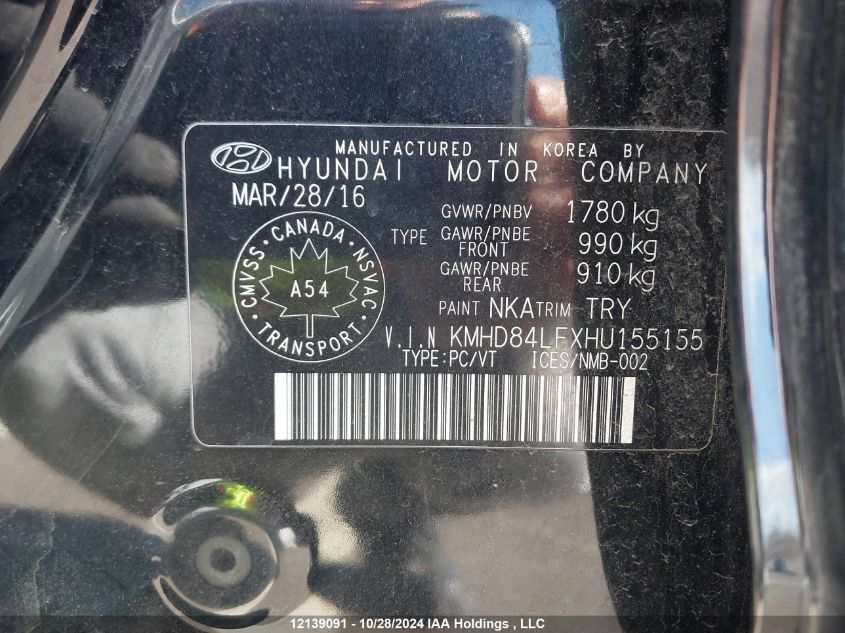 MANUFACTURED IN KOREA BY
HYUNDAI MOTOR COMPANY
MAR/28/16
GVWR/PNBV 1780 kg
TYPE GAWR/PNBE FRONT 990 kg
GAWR/PNBE REAR 910 kg
PAINT NKA TRIM TRY
CMVSS · CANADA · NSVAC · TRANSPORT ·
A54
V.I.N KMHD84LFXHU155155
TYPE:PC/VT ICES/NMB-002
12139091 - 10/28/2024 IAA Holdings , LLC